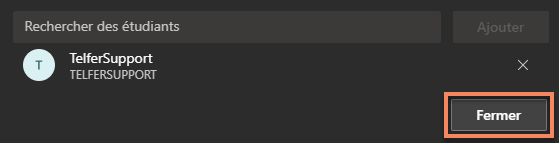 Rechercher des étudiants
Ajouter
T
TelferSupport
TELFERSUPPORT
Fermer